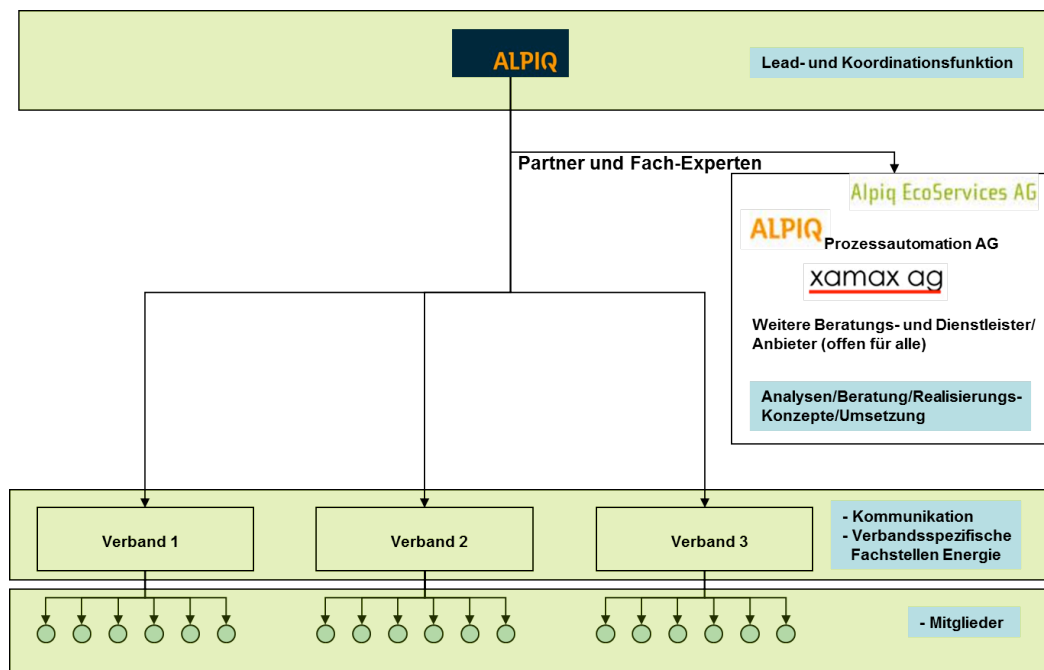 ALPIQ
Lead- und Koordinationsfunktion
Partner und Fach-Experten
Alpiq EcoServices AG
ALPIQ
Prozessautomation AG
xamax ag
Weitere Beratungs- und Dienstleister/
Anbieter (offen für alle)
Analysen/Beratung/Realisierungs-
Konzepte/Umsetzung
Verband 1
Verband 2
Verband 3
- Kommunikation
- Verbandsspezifische
Fachstellen Energie
- Mitglieder